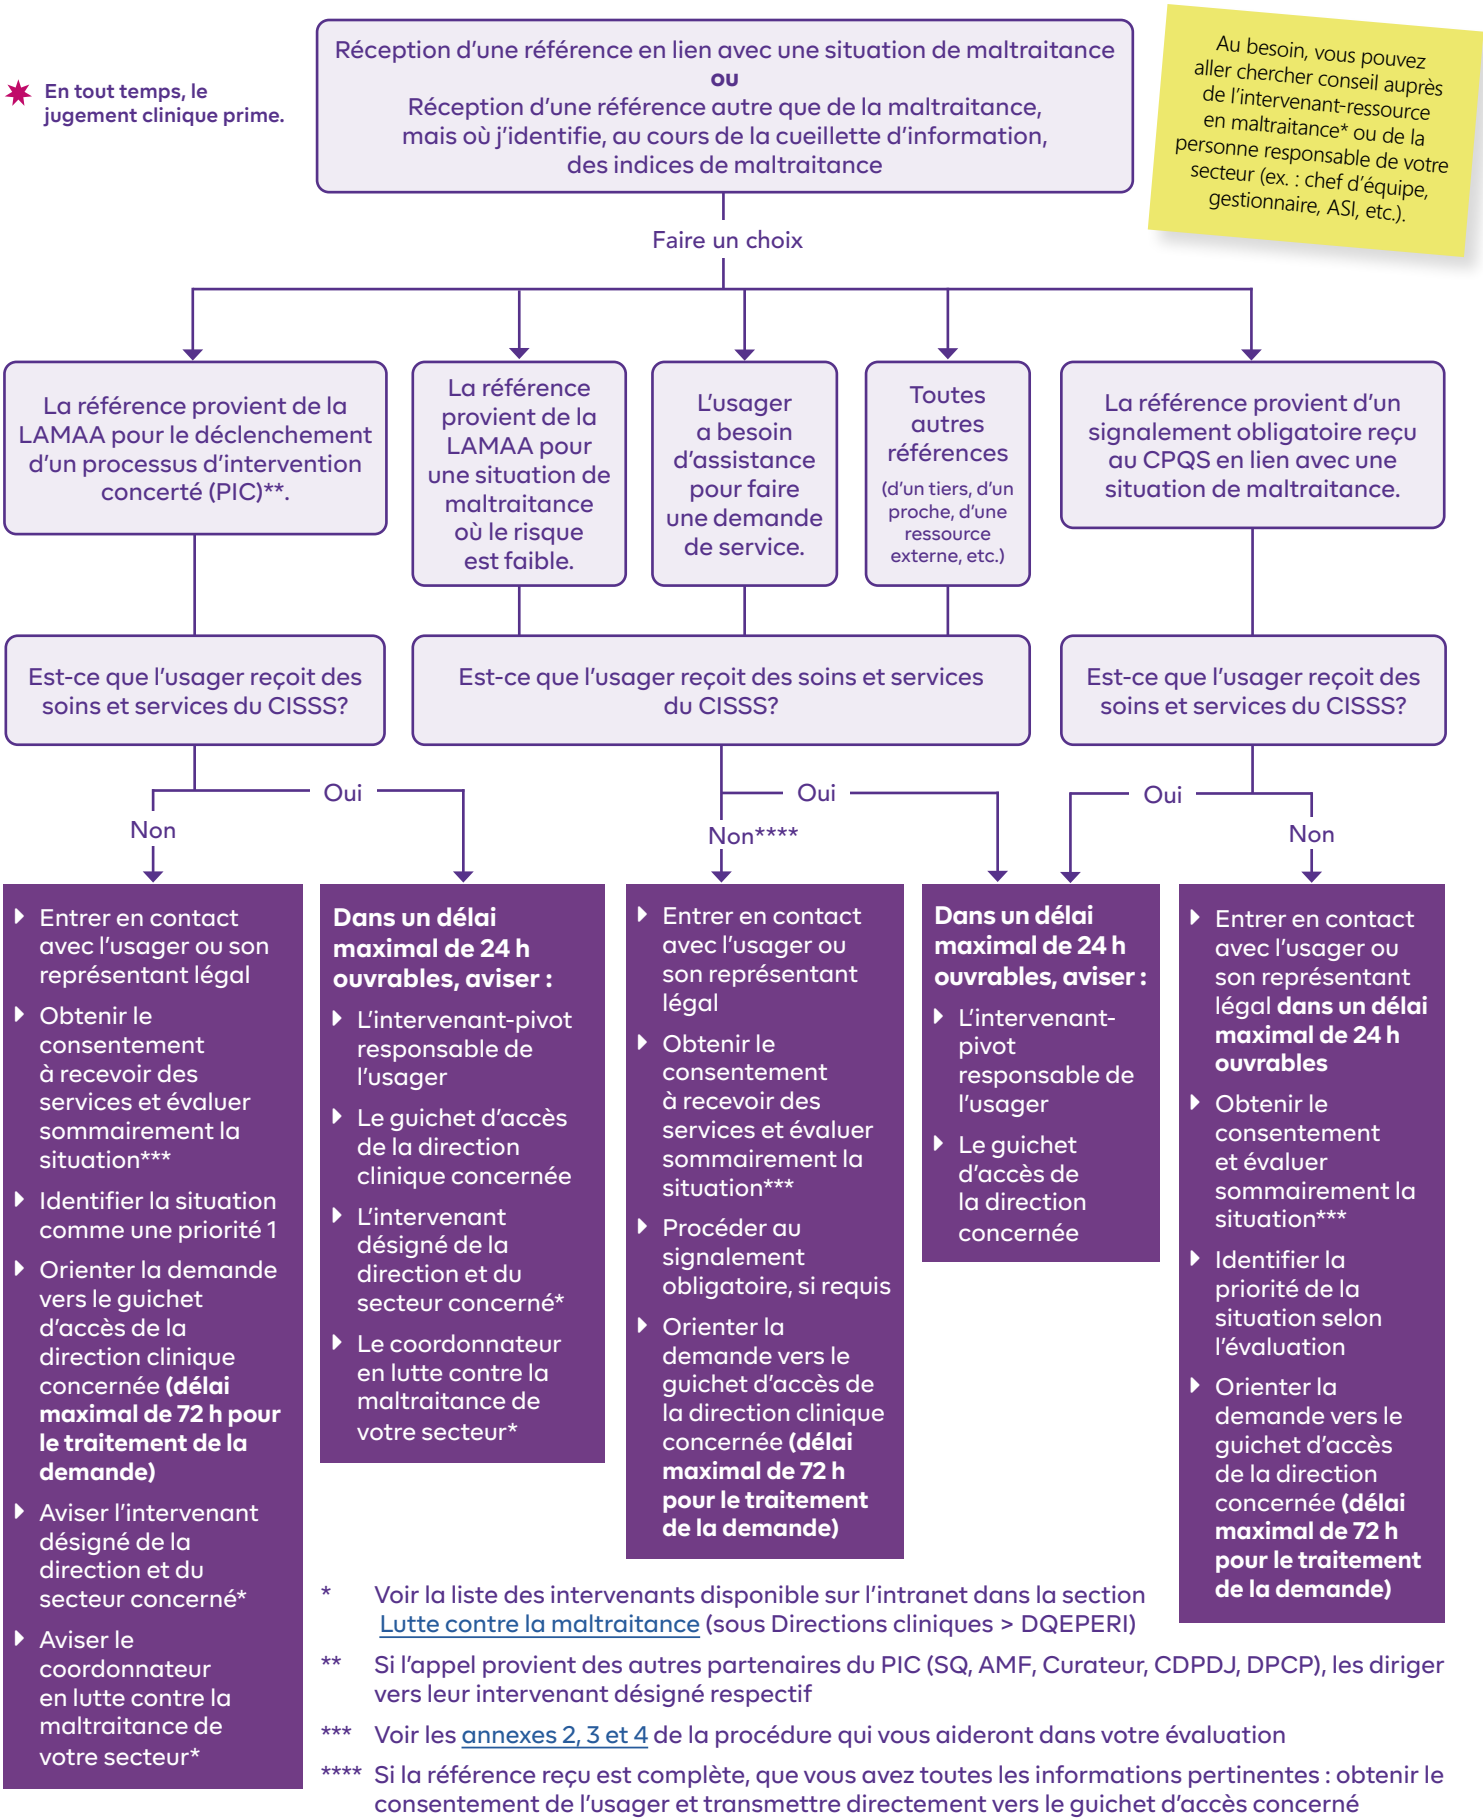 Réception d'une référence en lien avec une situation de maltraitance
ou
Réception d'une référence autre que de la maltraitance,
mais où j'identifie, au cours de la cueillette d'information,
des indices de maltraitance
En tout temps, le
jugement clinique prime.
Au besoin, vous pouvez
aller chercher conseil auprès
de l'intervenant-ressource
en maltraitance* ou de la
personne responsable de votre
secteur (ex. : chef d'équipe,
gestionnaire, ASI, etc.).
Faire un choix
La référence provient de la
LAMAA pour le déclenchement
d'un processus d'intervention
concerté (PIC)**.
La référence
provient de la
LAMAA pour
une situation de
maltraitance
où le risque
est faible.
L'usager
a besoin
d'assistance
pour faire
une demande
de service.
Toutes
autres
références
(d'un tiers, d'un
proche, d'une
ressource
externe, etc.)
La référence provient d'un
signalement obligatoire reçu
au CPQS en lien avec une
situation de maltraitance.
Est-ce que l'usager reçoit des
soins et services du CISSS?
Est-ce que l'usager reçoit des soins et services
du CISSS?
Est-ce que l'usager reçoit des
soins et services du CISSS?
Non
Oui
Non****
Oui
Oui
Non
Entrer en contact
avec l'usager ou son
représentant légal
Obtenir le
consentement
à recevoir des
services et évaluer
sommairement la
situation***
Identifier la situation
comme une priorité 1
Orienter la demande
vers le guichet
d'accès de la
direction clinique
concernée (délai
maximal de 72 h pour
le traitement de la
demande)
Aviser l'intervenant
désigné de la
direction et du
secteur concerné*
Aviser le
coordonnateur
en lutte contre la
maltraitance de
votre secteur*
Dans un délai
maximal de 24 h
ouvrables, aviser :
L'intervenant-pivot
responsable de
l'usager
Le guichet d'accès
de la direction
clinique concernée
L'intervenant
désigné de la
direction et du
secteur concerné*
Le coordonnateur
en lutte contre la
maltraitance de
votre secteur*
Entrer en contact
avec l'usager ou
son représentant
légal
Obtenir le
consentement
à recevoir des
services et évaluer
sommairement la
situation***
Procéder au
signalement
obligatoire, si requis
Orienter la
demande vers le
guichet d'accès de
la direction clinique
concernée (délai
maximal de 72 h
pour le traitement
de la demande)
Dans un délai
maximal de 24 h
ouvrables, aviser :
L'intervenant-
pivot
responsable de
l'usager
Le guichet
d'accès de
la direction
concernée
Entrer en contact
avec l'usager ou
son représentant
légal dans un délai
maximal de 24 h
ouvrables
Obtenir le
consentement
et évaluer
sommairement la
situation***
Identifier la
priorité de la
situation selon
l'évaluation
Orienter la
demande vers le
guichet d'accès
de la direction
concernée (délai
maximal de 72 h
pour le traitement
de la demande)
* Voir la liste des intervenants disponible sur l'intranet dans la section
Lutte contre la maltraitance (sous Directions cliniques > DQEPERI)
** Si l'appel provient des autres partenaires du PIC (SQ, AMF, Curateur, CDPDJ, DPCP), les diriger
vers leur intervenant désigné respectif
*** Voir les annexes 2, 3 et 4 de la procédure qui vous aideront dans votre évaluation
**** Si la référence reçu est complète, que vous avez toutes les informations pertinentes : obtenir le
consentement de l'usager et transmettre directement vers le guichet d'accès concerné